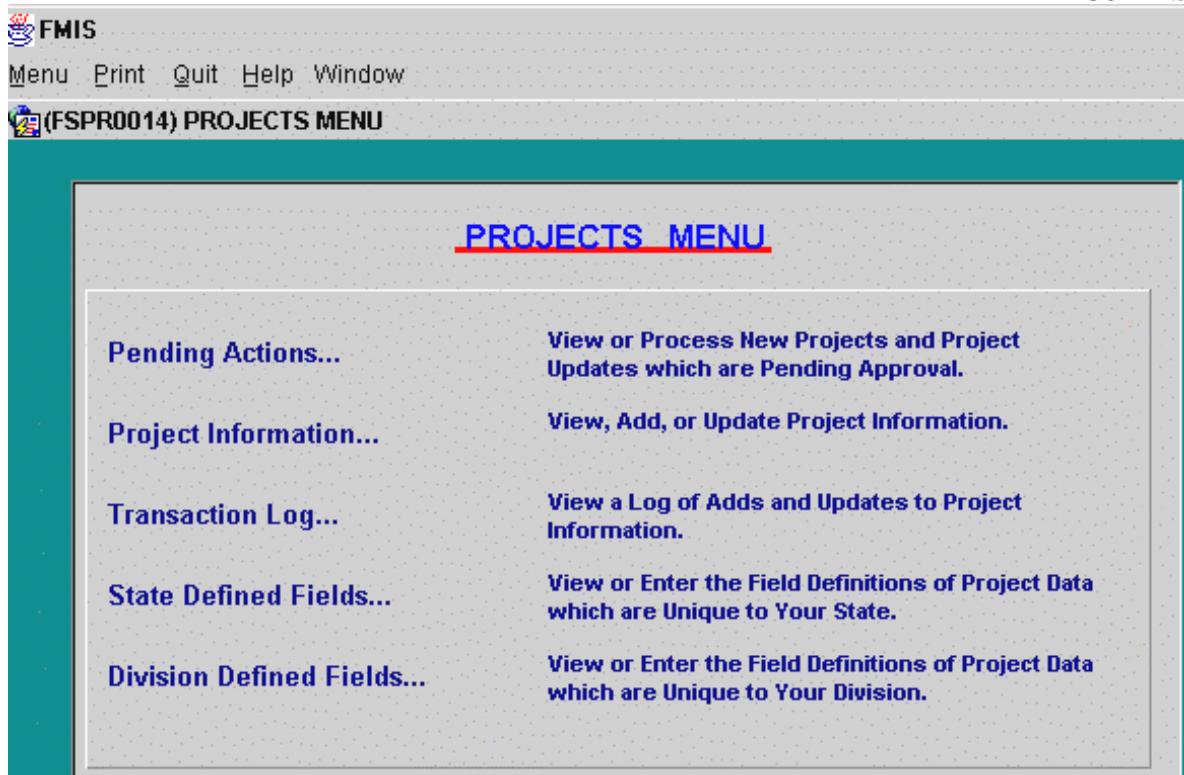 FMIS
Menu Print Quit Help Window
(FSPR0014) PROJECTS MENU
PROJECTS MENU
Pending Actions...
View or Process New Projects and Project
Updates which are Pending Approval.
Project Information...
View, Add, or Update Project Information.
Transaction Log...
View a Log of Adds and Updates to Project
Information.
State Defined Fields...
View or Enter the Field Definitions of Project Data
which are Unique to Your State.
Division Defined Fields...
View or Enter the Field Definitions of Project Data
which are Unique to Your Division.